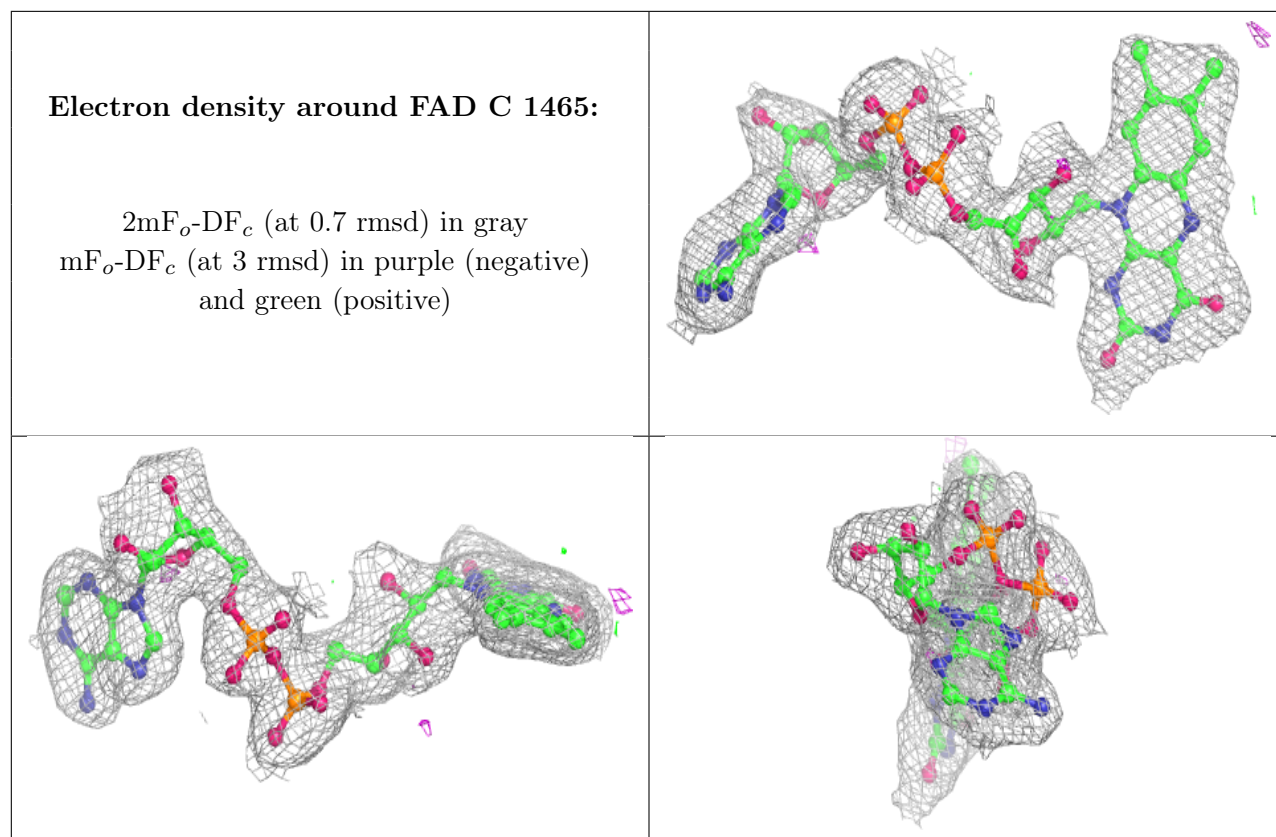 Electron density around FAD C 1465:
2mFo-DFc (at 0.7 rmsd) in gray
mFo-DFc (at 3 rmsd) in purple (negative)
and green (positive)